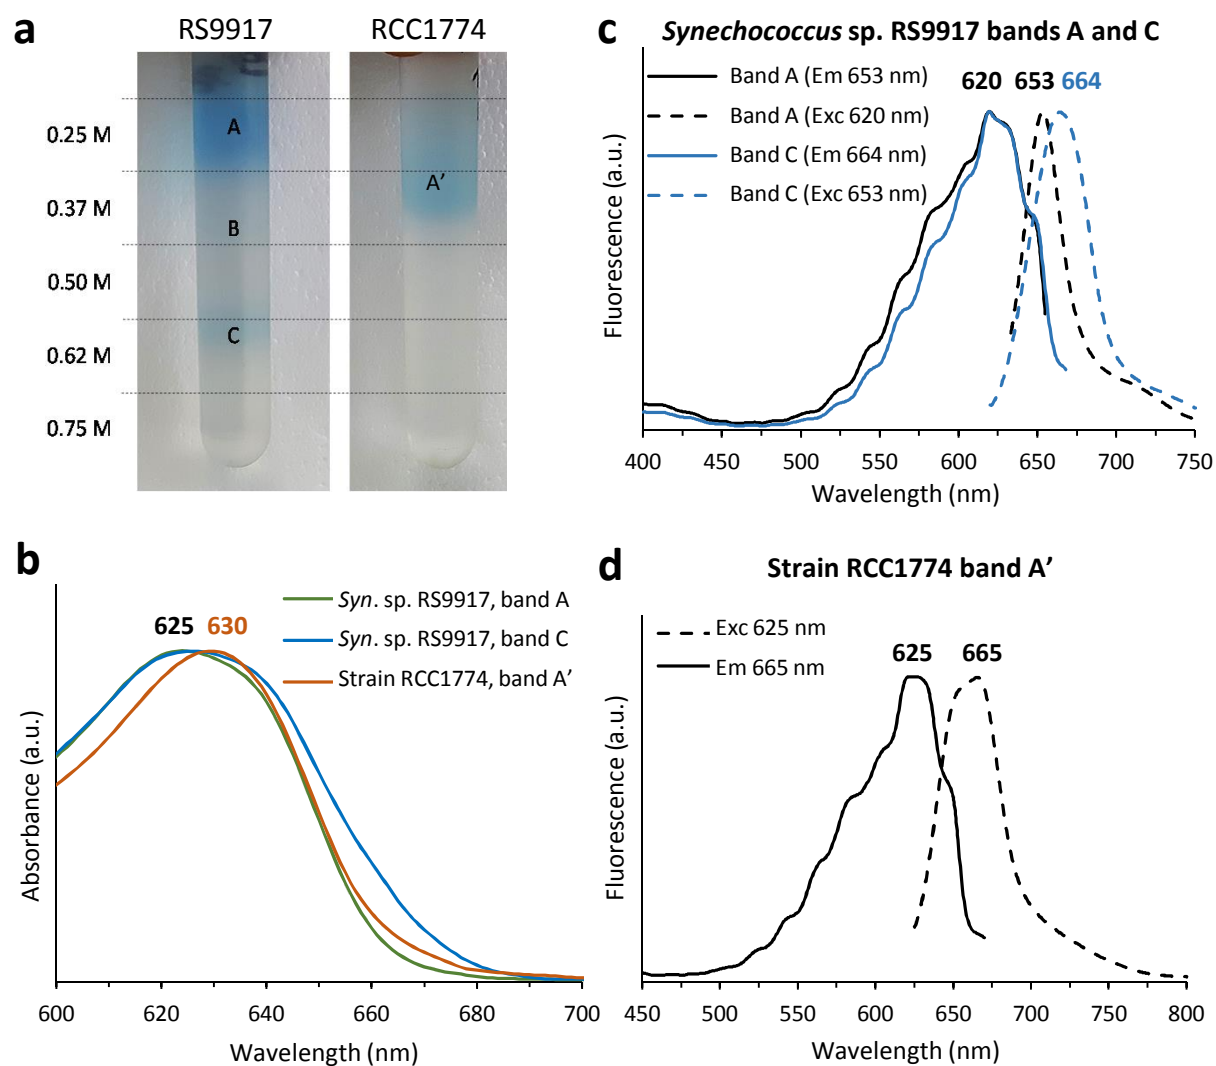 a
RS9917
RCC1774
0.25 M
0.37 M
0.50 M
0.62 M
0.75 M
A
B
C
A’
b
Absorbance (a.u.)
625 630
Syn. sp. RS9917, band A
Syn. sp. RS9917, band C
Strain RCC1774, band A’
600 620 640 660 680 700
Wavelength (nm)
c
Synechococcus sp. RS9917 bands A and C
Fluorescence (a.u.)
Band A (Em 653 nm)
Band A (Exc 620 nm)
Band C (Em 664 nm)
Band C (Exc 653 nm)
620 653 664
400 450 500 550 600 650 700 750
Wavelength (nm)
d
Strain RCC1774 band A’
Fluorescence (a.u.)
Exc 625 nm
Em 665 nm
625 665
450 500 550 600 650 700 750 800
Wavelength (nm)